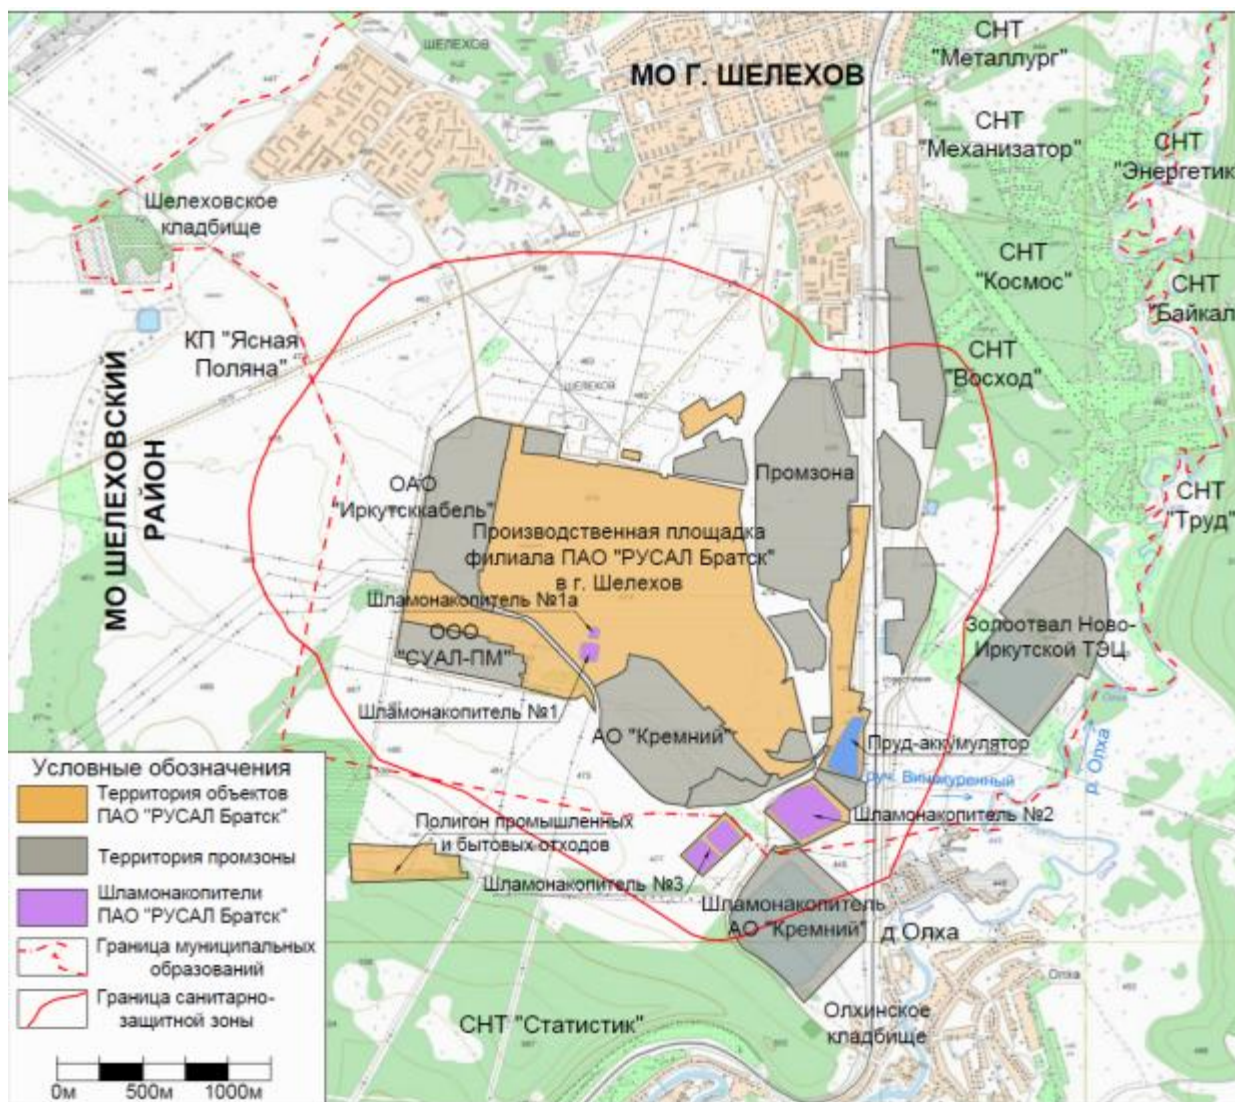 СНТ
"Металлург"
ШЕЛЕХОВ
МО Г. ШЕЛЕХОВ
СНТ
"Механизатор"
СНТ
"Энергетик
Шелеховское
кладбище
СНТ
"Космос"
СНТ
"Байкал
КП "Ясная
Поляна"
СНТ
"Восход"
МО ШЕЛЕХОВСКИЙ
РАЙОН
ШЕЛЕХОВ
ОАО
"Иркутсккабель"
Промзона
СНТ
"Труд"
Производственная площадка
филиала ПАО "РУСАЛ Братск"
в г. Шелехов
Шламонакопитель №1а
ООО
"СУАЛ-ПМ"
Золоотвал Ново-
Иркутской ТЭЦ
Шламонакопитель №1
АО "Кремний"
Пруд-аккумулятор
р. Олха
Шламонакопитель №2
Полигон промышленных
и бытовых отходов
Шламонакопитель №3
Шламонакопитель
АО "Кремний"
д.Олха
Олха
Олхинское
кладбище
СНТ "Статистик"
Условные обозначения
Территория объектов
ПАО "РУСАЛ Братск"
Территория промзоны
Шламонакопители
ПАО "РУСАЛ Братск"
Граница муниципальных
образований
Граница санитарно-
защитной зоны
0м 500м 1000м